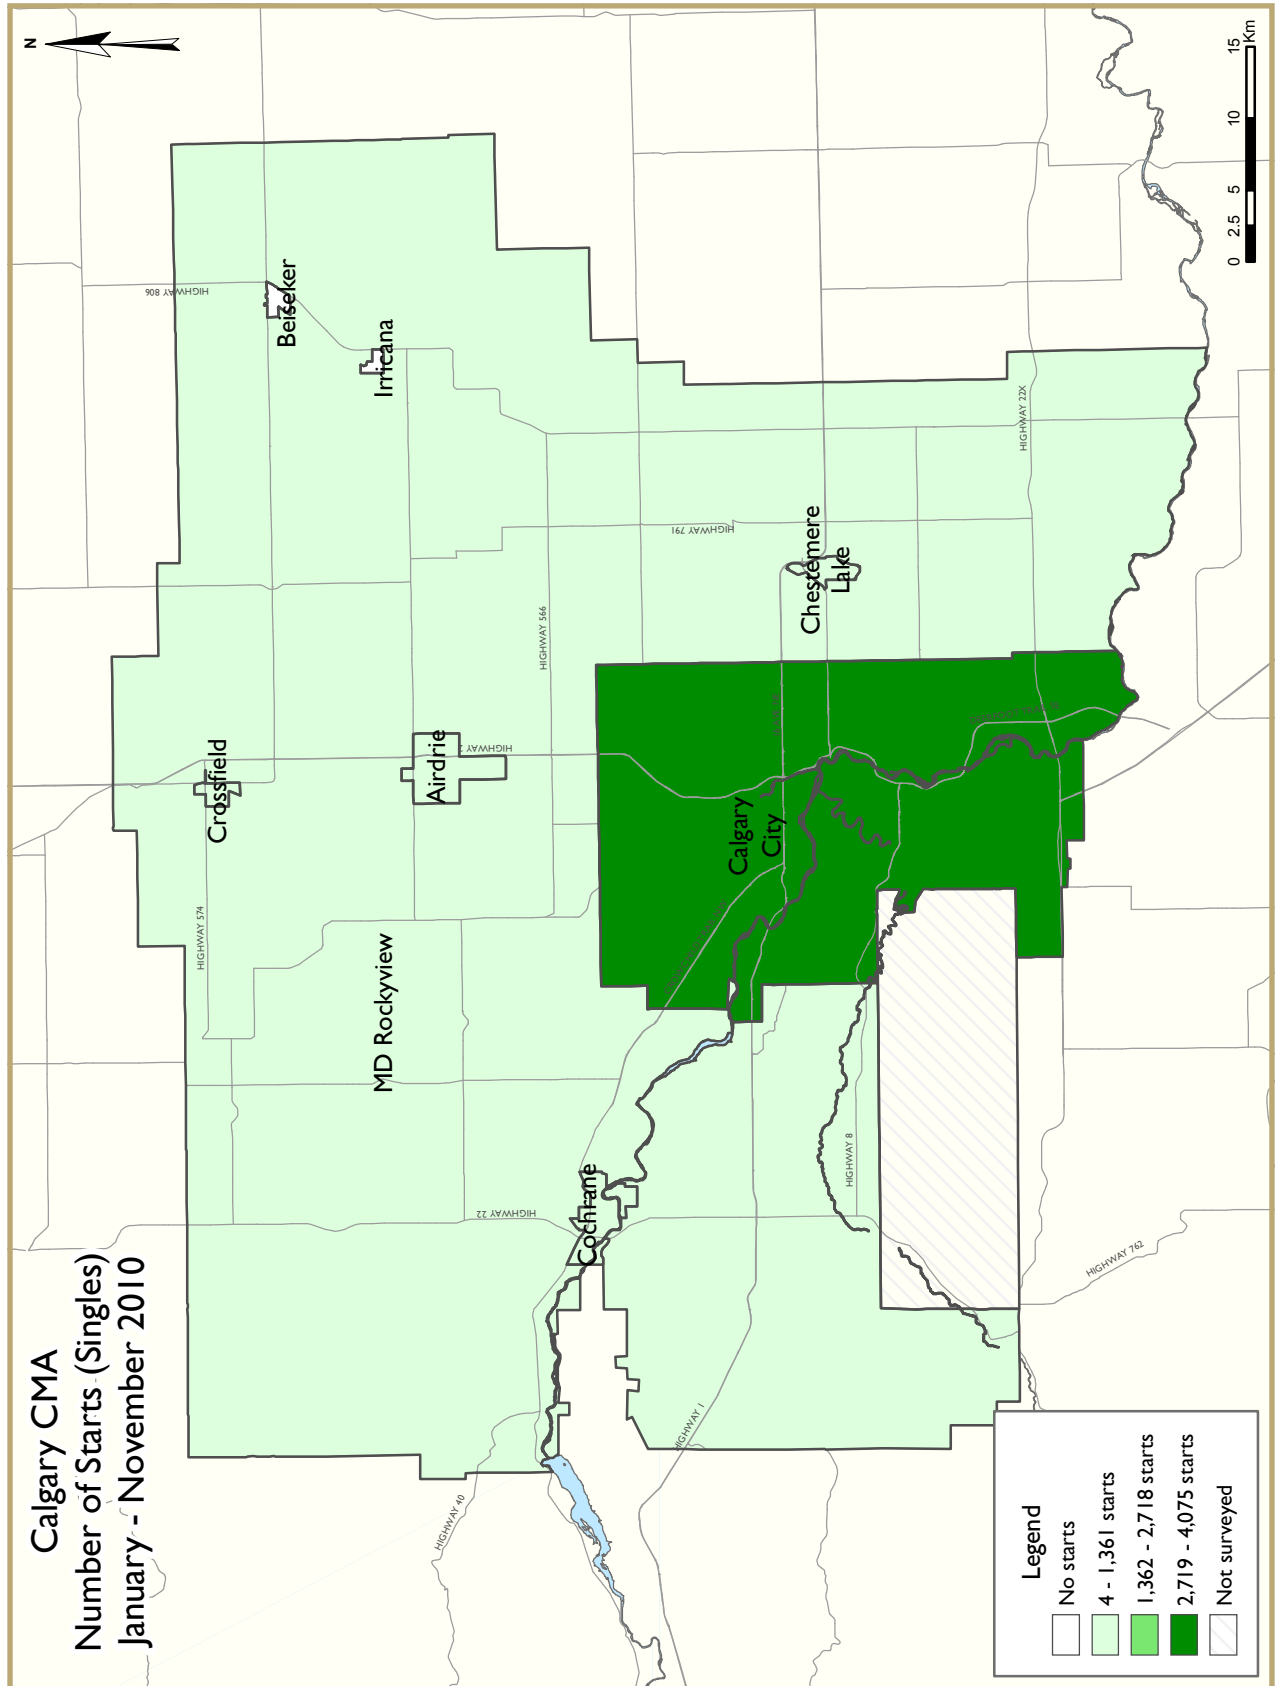 Calgary CMA
Number of Starts (Singles)
January - November 2010
N
HIGHWAY 806
Beiseker
Irricana
Crossfield
HIGHWAY 574
Airdrie
HIGHWAY 2
HIGHWAY 566
MD Rockyview
HIGHWAY 791
HIGHWAY 22
Cochrane
Calgary
City
Chestemere
Lake
HIGHWAY 22X
HIGHWAY 40
HIGHWAY 1
HIGHWAY 8
HIGHWAY 762
Legend
No starts
4 - 1,361 starts
1,362 - 2,718 starts
2,719 - 4,075 starts
Not surveyed
0 2.5 5 10 15
Km